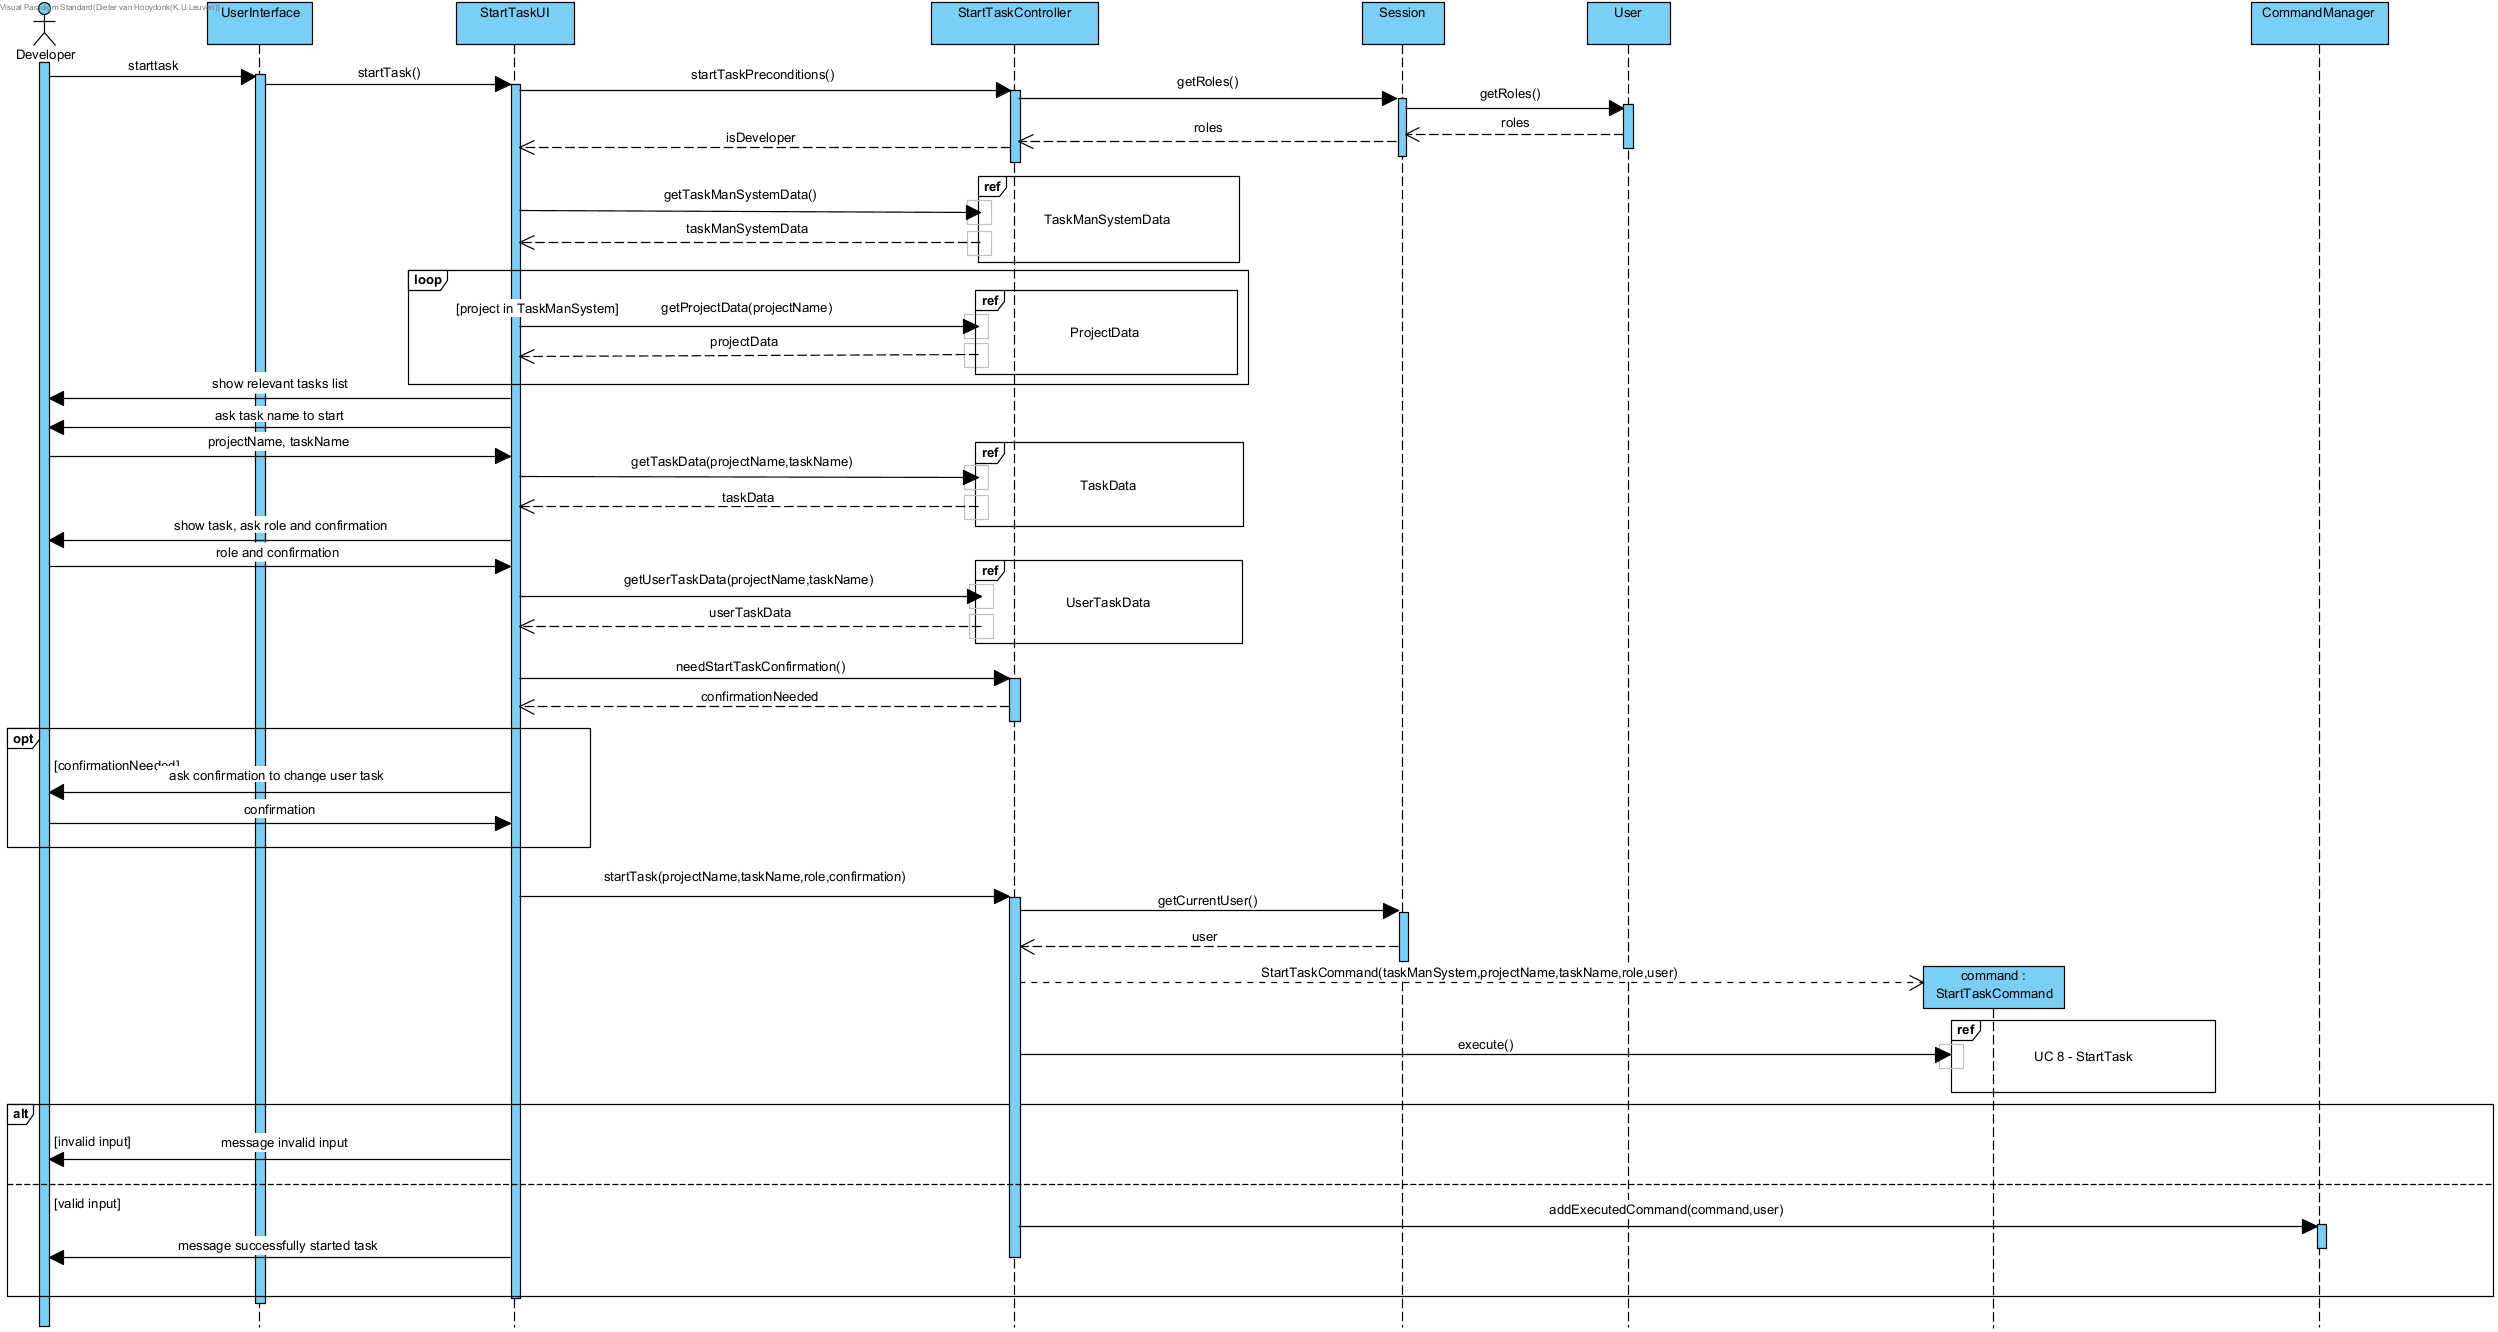 Visual Paradigm Standard(Dieter van Hooydonk(K.U.Leuven))
UserInterface
StartTaskUI
StartTaskController
Session
User
CommandManager
Developer
starttask
startTask()
startTaskPreconditions()
getRoles()
getRoles()
roles
roles
isDeveloper
ref
getTaskManSystemData()
TaskManSystemData
taskManSystemData
loop
[project in TaskManSystem]
getProjectData(projectName)
ref
ProjectData
projectData
show relevant tasks list
ask task name to start
projectName, taskName
getTaskData(projectName,taskName)
ref
TaskData
taskData
show task, ask role and confirmation
role and confirmation
getUserTaskData(projectName,taskName)
ref
UserTaskData
userTaskData
needStartTaskConfirmation()
confirmationNeeded
opt
[confirmationNeeded]
ask confirmation to change user task
confirmation
startTask(projectName,taskName,role,confirmation)
getCurrentUser()
user
StartTaskCommand(taskManSystem,projectName,taskName,role,user)
command :
StartTaskCommand
ref
execute()
UC 8 - StartTask
alt
[invalid input]
message invalid input
[valid input]
addExecutedCommand(command,user)
message successfully started task